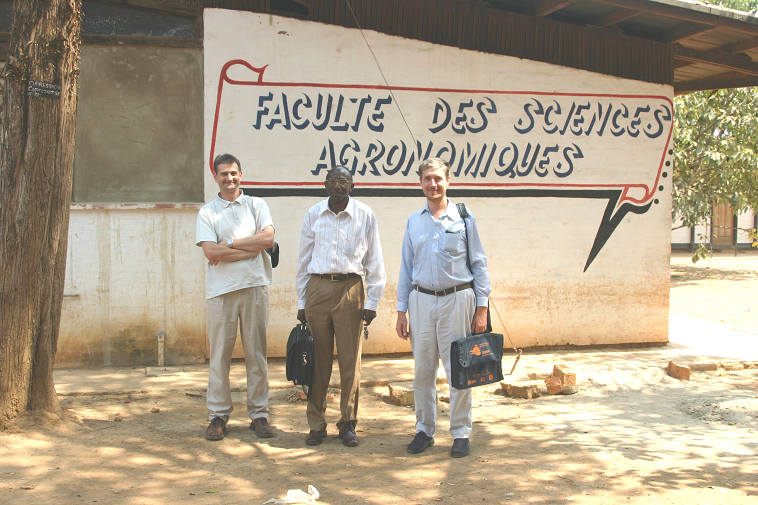 FACULTE DES SCIENCES
AGRONOMIQUES